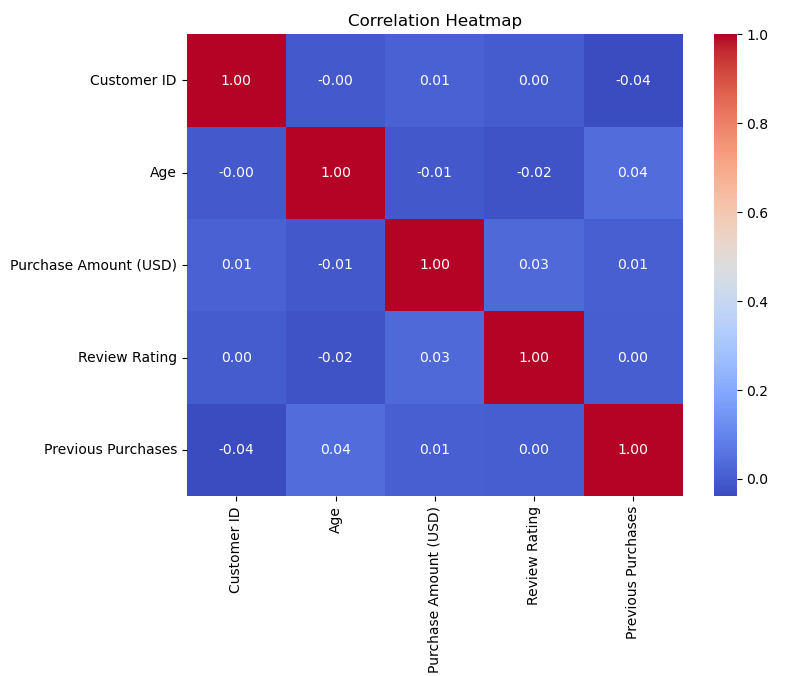 Correlation Heatmap
Customer ID 1.00 -0.00 0.01 0.00 -0.04
Age -0.00 1.00 -0.01 -0.02 0.04
Purchase Amount (USD) 0.01 -0.01 1.00 0.03 0.01
Review Rating 0.00 -0.02 0.03 1.00 0.00
Previous Purchases -0.04 0.04 0.01 0.00 1.00
Customer ID
Age
Purchase Amount (USD)
Review Rating
Previous Purchases
1.0
0.8
0.6
0.4
0.2
0.0